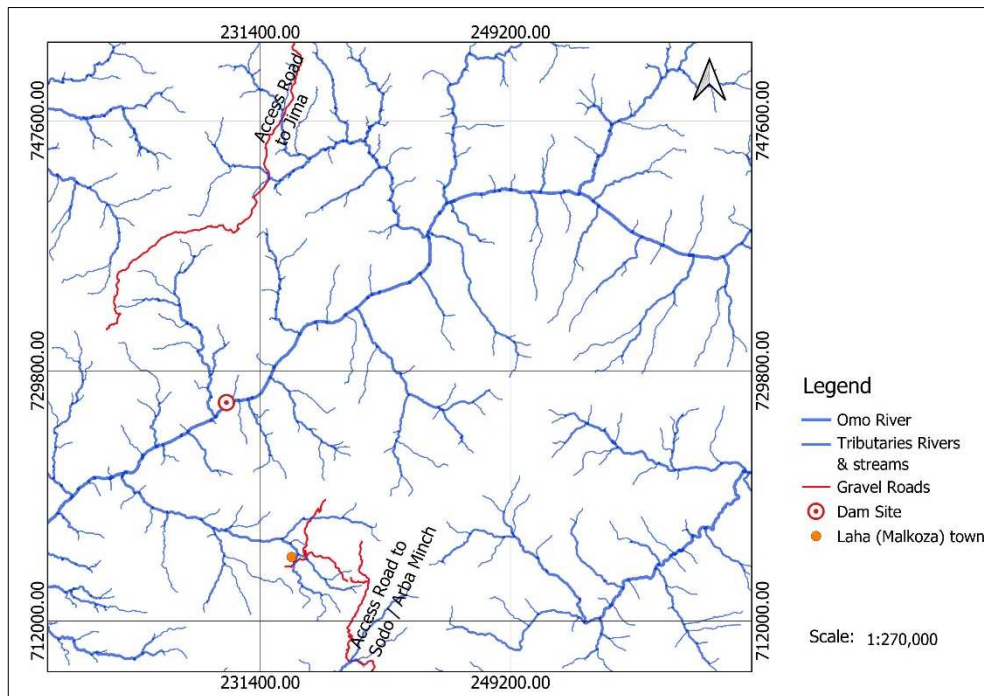 231400.00
249200.00
747600.00
747600.00
Access Road
to Jima
729800.00
729800.00
Access Road to
Sodo / Arba Minch
712000.00
712000.00
231400.00
249200.00
Legend
Omo River
Tributaries Rivers
& streams
Gravel Roads
Dam Site
Laha (Malkoza) town
Scale: 1:270,000